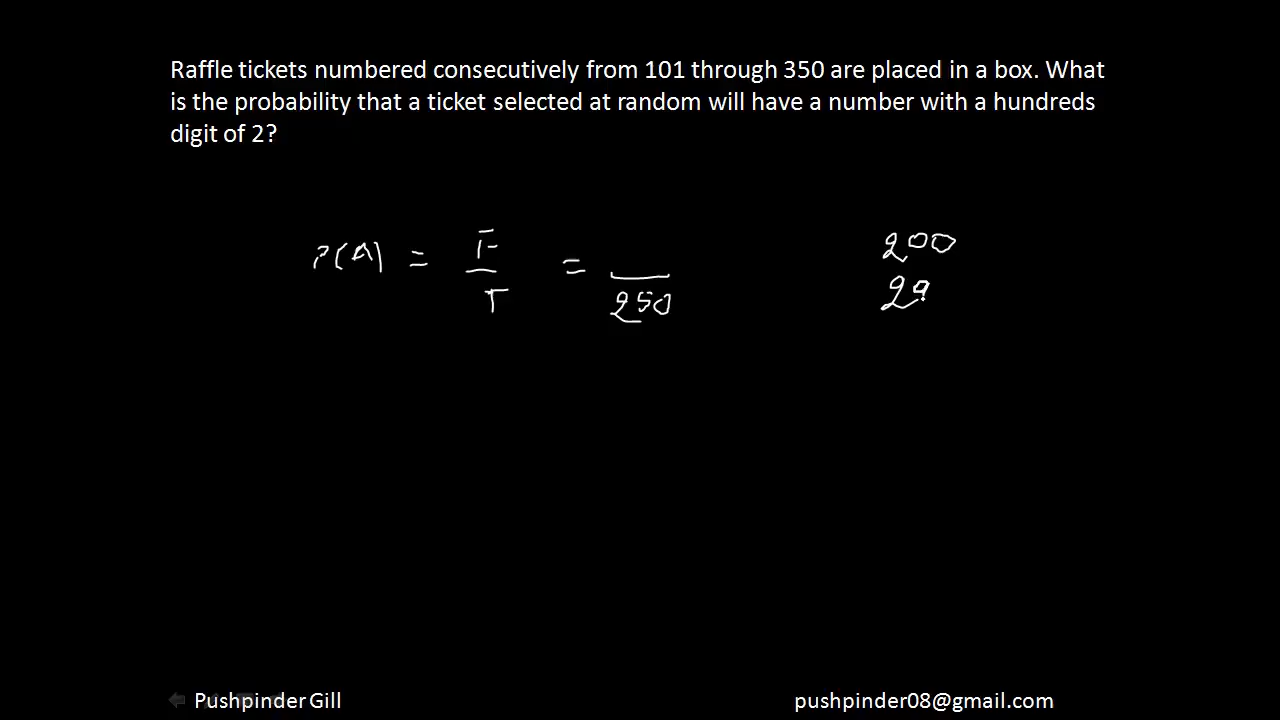 Raffle tickets numbered consecutively from 101 through 350 are placed in a box. What
is the probability that a ticket selected at random will have a number with a hundreds
digit of 2?
P(A) = F/T = /250
200
29
Pushpinder Gill
pushpinder08@gmail.com